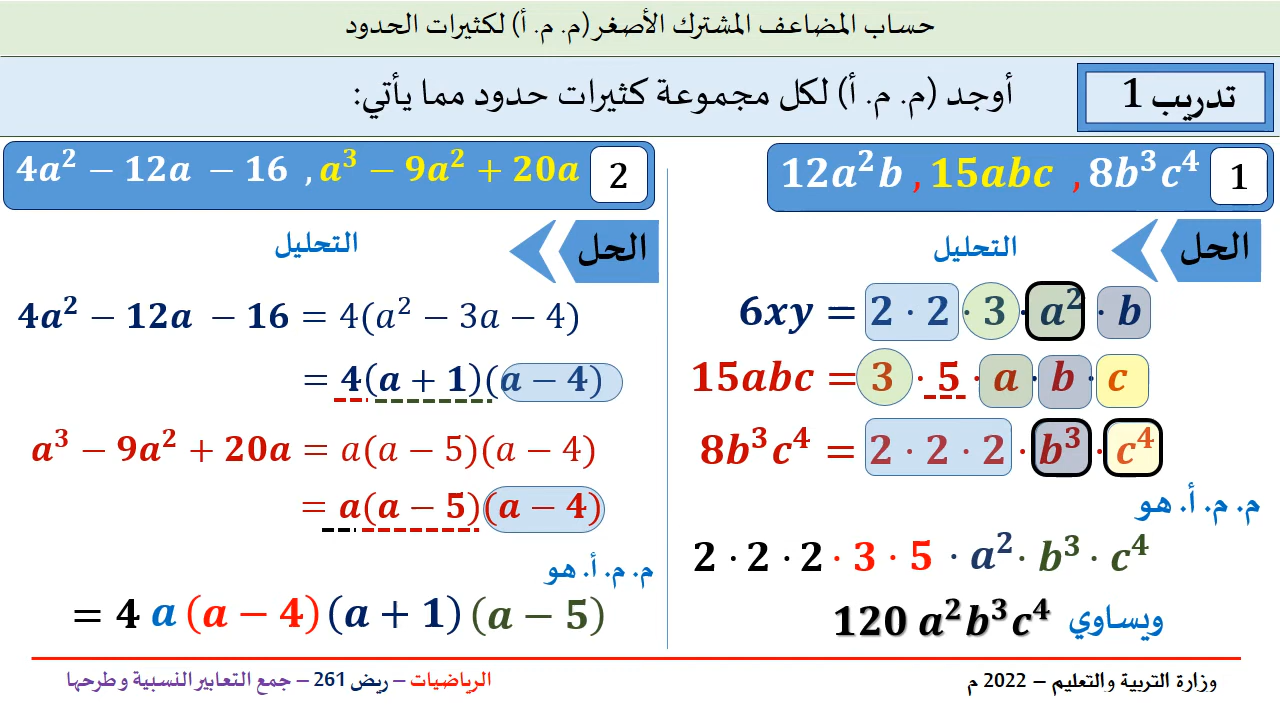 حساب المضاعف المشترك الأصغر (م. م. أ) لكثيرات الحدود
تدريب 1
أوجد (م. م. أ) لكل مجموعة كثيرات حدود مما يأتي:
1
12a²b , 15abc , 8b³c⁴
الحل
التحليل
6xy = 2 · 2 · 3 · a² · b
15abc = 3 · 5 · a · b · c
8b³c⁴ = 2 · 2 · 2 · b³ · c⁴
م. م. أ. هو
2 · 2 · 2 · 3 · 5 · a² · b³ · c⁴
ويساوي 120 a²b³c⁴
2
4a² − 12a − 16 , a³ − 9a² + 20a
الحل
التحليل
4a² − 12a − 16 = 4(a² − 3a − 4)
= 4(a + 1)(a − 4)
a³ − 9a² + 20a = a(a − 5)(a − 4)
= a(a − 5)(a − 4)
م. م. أ. هو
= 4 a (a − 4) (a + 1) (a − 5)
وزارة التربية والتعليم – 2022 م
الرياضيات – ريض 261 – جمع التعابير النسبية وطرحها